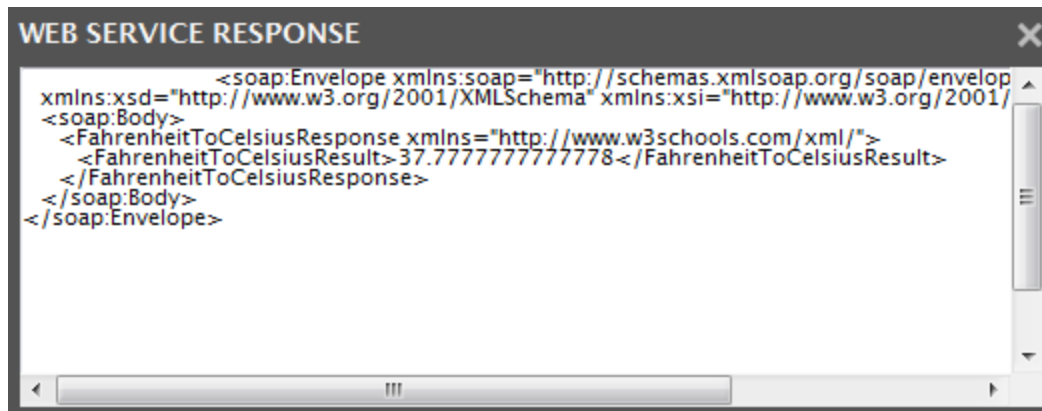 WEB SERVICE RESPONSE
<soap:Envelope xmlns:soap="http://schemas.xmlsoap.org/soap/envelop
xmlns:xsd="http://www.w3.org/2001/XMLSchema" xmlns:xsi="http://www.w3.org/2001/
<soap:Body>
<FahrenheitToCelsiusResponse xmlns="http://www.w3schools.com/xml/">
<FahrenheitToCelsiusResult>37.7777777777778</FahrenheitToCelsiusResult>
</FahrenheitToCelsiusResponse>
</soap:Body>
</soap:Envelope>